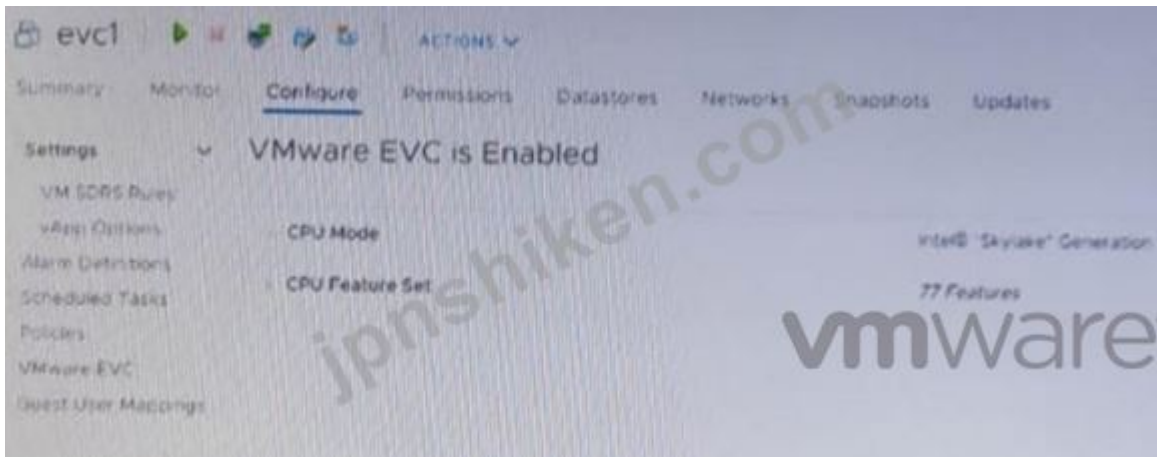 evc1 ACTIONS
Summary Monitor Configure Permissions Datastores Networks Snapshots Updates
Settings
VMware EVC is Enabled
VM SDRS Rules
vApp Options
CPU Mode
Intel® "Skylake" Generation
Alarm Definitions
CPU Feature Set
77 Features
Scheduled Tasks
Policies
VMware EVC
Guest User Mappings
jpnshiken.com
vmware